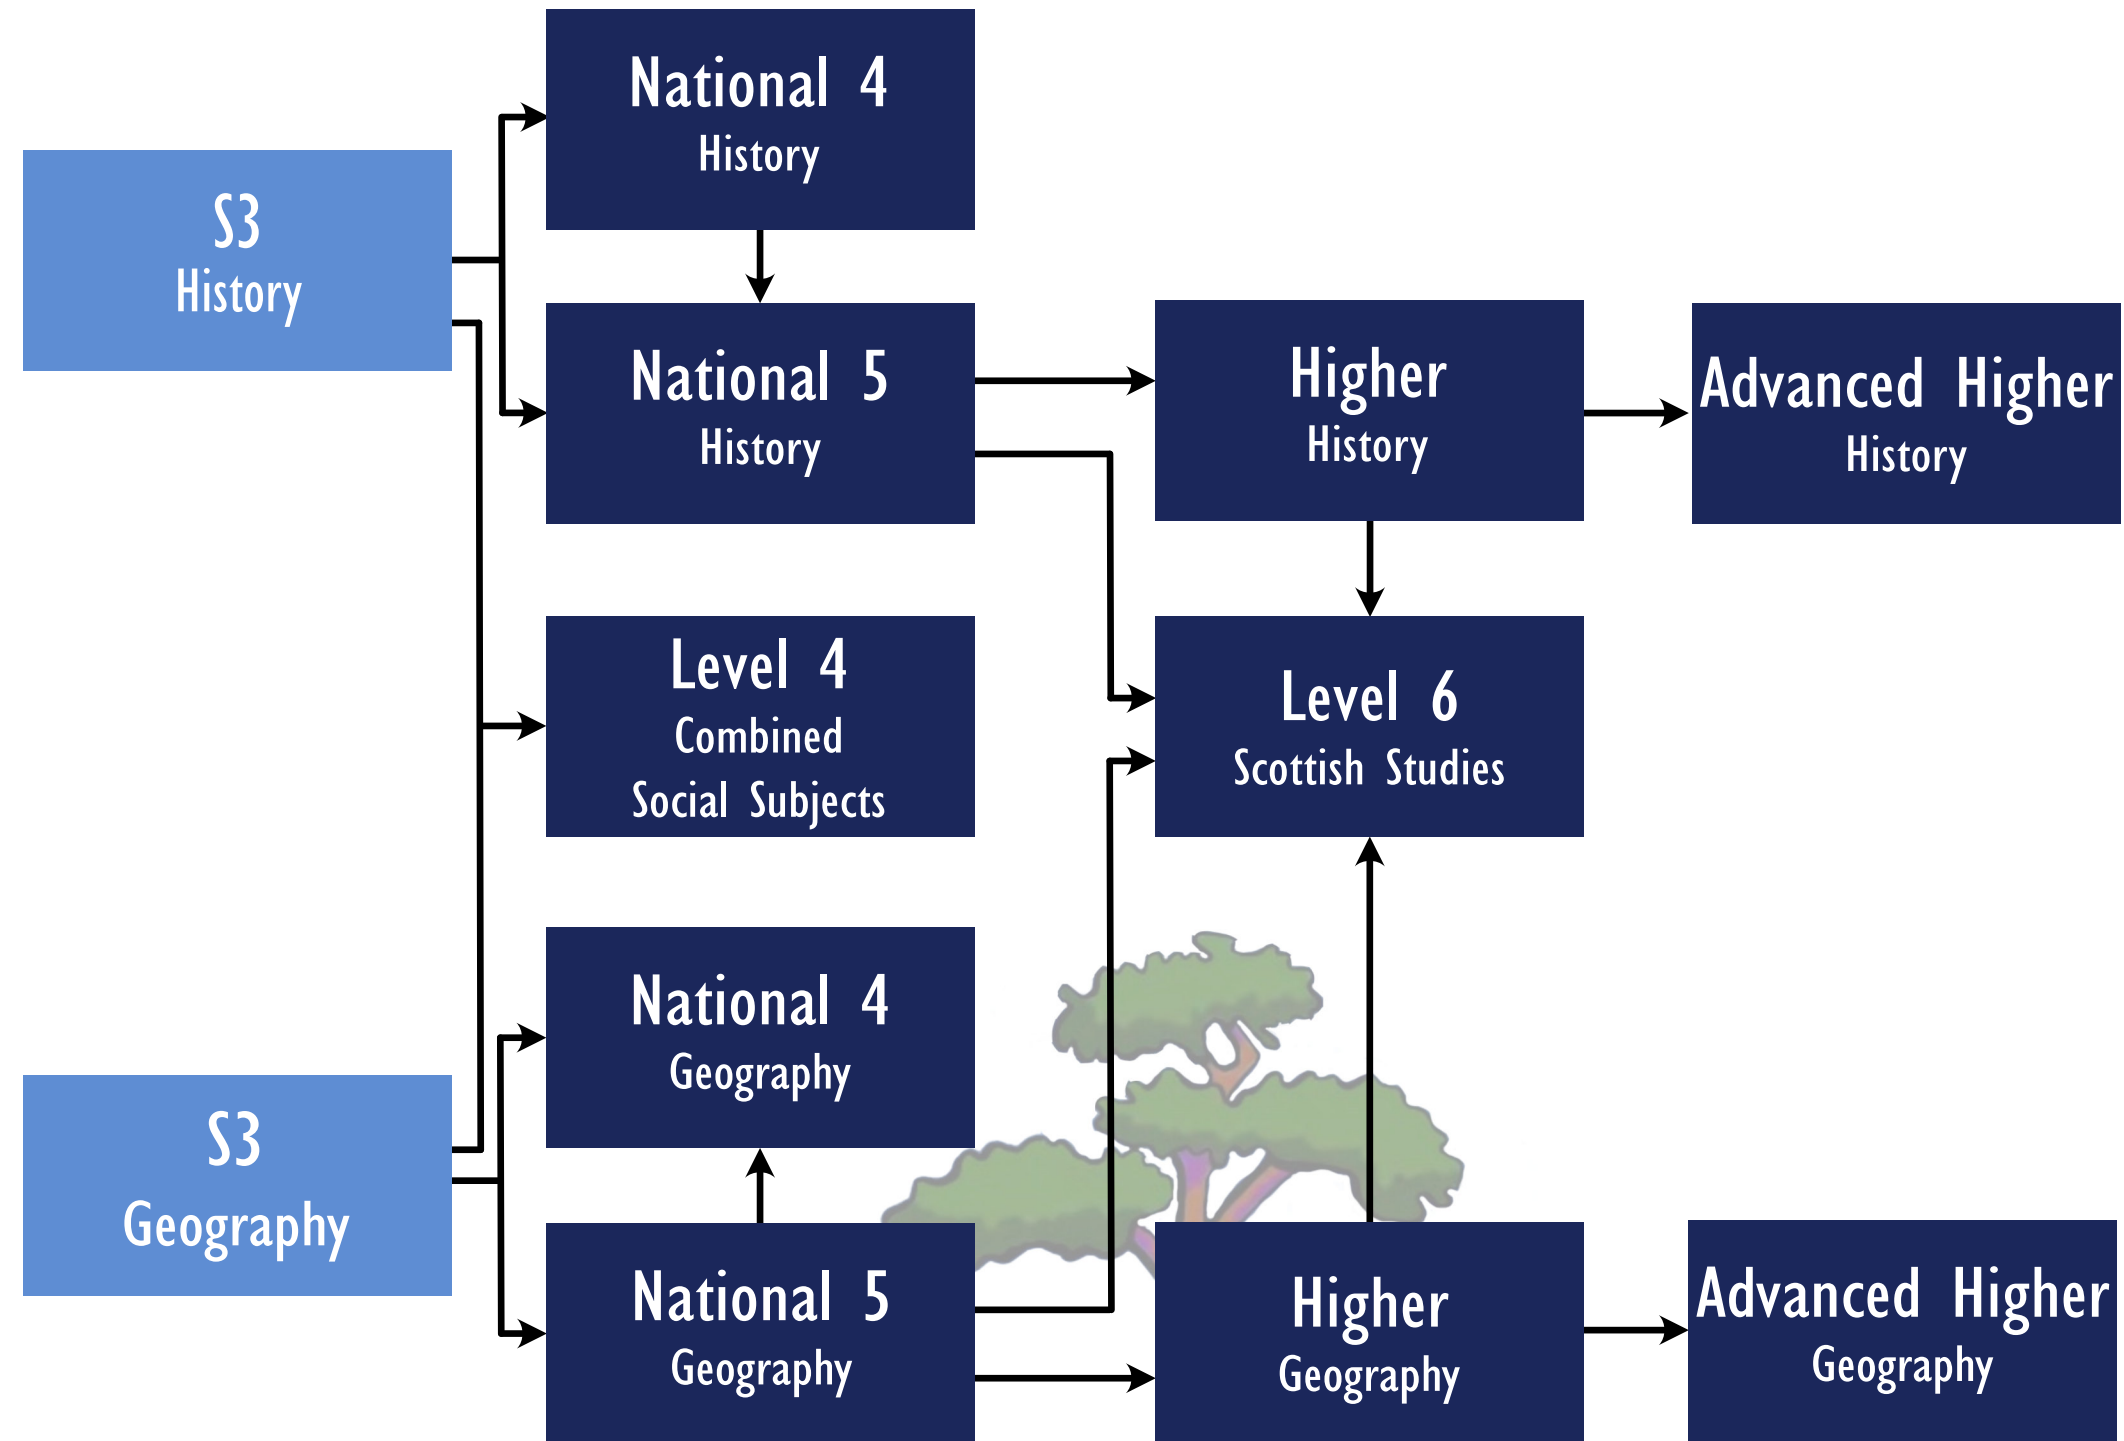 National 4
History
S3
History
National 5
History
Higher
History
Advanced Higher
History
Level 4
Combined
Social Subjects
Level 6
Scottish Studies
National 4
Geography
S3
Geography
National 5
Geography
Higher
Geography
Advanced Higher
Geography